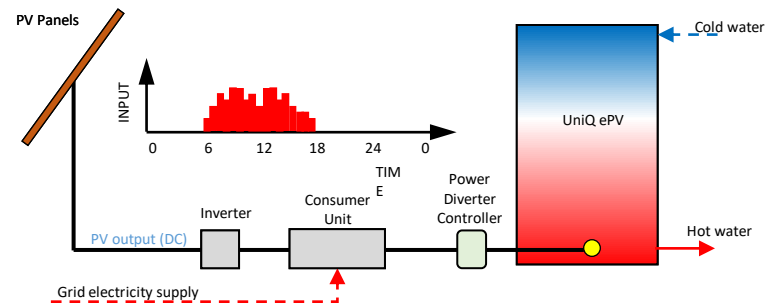 PV Panels
Cold water
INPUT
UniQ ePV
0 6 12 18 24 0
TIM
E
Power
Diverter
Controller
Consumer
Unit
Inverter
PV output (DC)
Hot water
Grid electricity supply